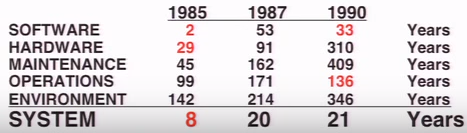 1985 1987 1990
SOFTWARE 2 53 33 Years
HARDWARE 29 91 310 Years
MAINTENANCE 45 162 409 Years
OPERATIONS 99 171 136 Years
ENVIRONMENT 142 214 346 Years
SYSTEM 8 20 21 Years